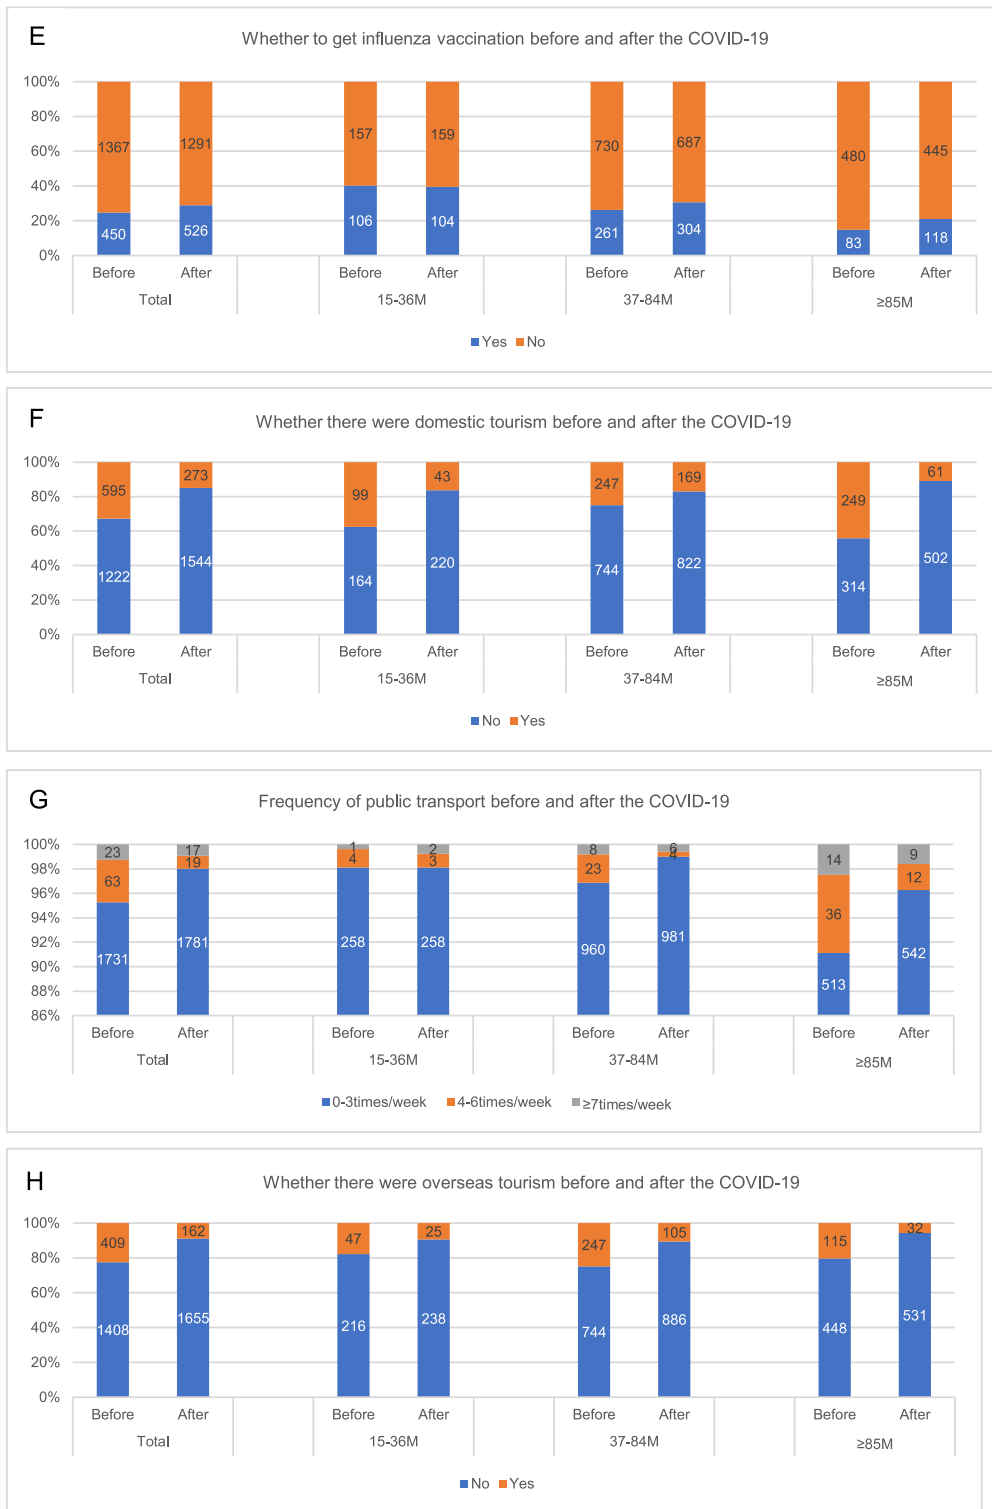 E
Whether to get influenza vaccination before and after the COVID-19
100%
80%
60%
40%
20%
0%
1367 1291 157 159 730 687 480 445
450 526 106 104 261 304 83 118
Before After Before After Before After Before After
Total 15-36M 37-84M ≥85M
Yes No
F
Whether there were domestic tourism before and after the COVID-19
100%
80%
60%
40%
20%
0%
595 273 99 43 247 169 249 61
1222 1544 164 220 744 822 314 502
Before After Before After Before After Before After
Total 15-36M 37-84M ≥85M
No Yes
G
Frequency of public transport before and after the COVID-19
100%
98%
96%
94%
92%
90%
88%
86%
23 17 1 2 8 6 14 9
63 19 4 3 23 4 36 12
1731 1781 258 258 960 981 513 542
Before After Before After Before After Before After
Total 15-36M 37-84M ≥85M
0-3times/week 4-6times/week ≥7times/week
H
Whether there were overseas tourism before and after the COVID-19
100%
80%
60%
40%
20%
0%
409 162 47 25 247 105 115 32
1408 1655 216 238 744 886 448 531
Before After Before After Before After Before After
Total 15-36M 37-84M ≥85M
No Yes